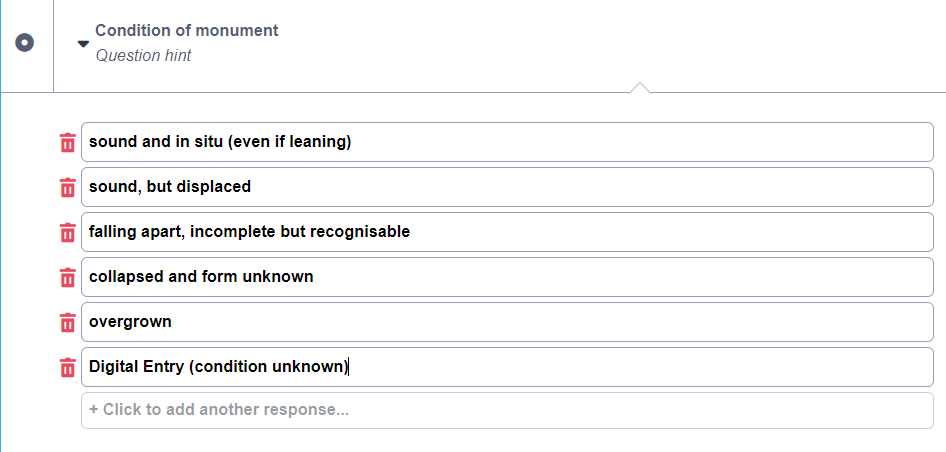 Condition of monument
Question hint
sound and in situ (even if leaning)
sound, but displaced
falling apart, incomplete but recognisable
collapsed and form unknown
overgrown
Digital Entry (condition unknown)
+ Click to add another response...